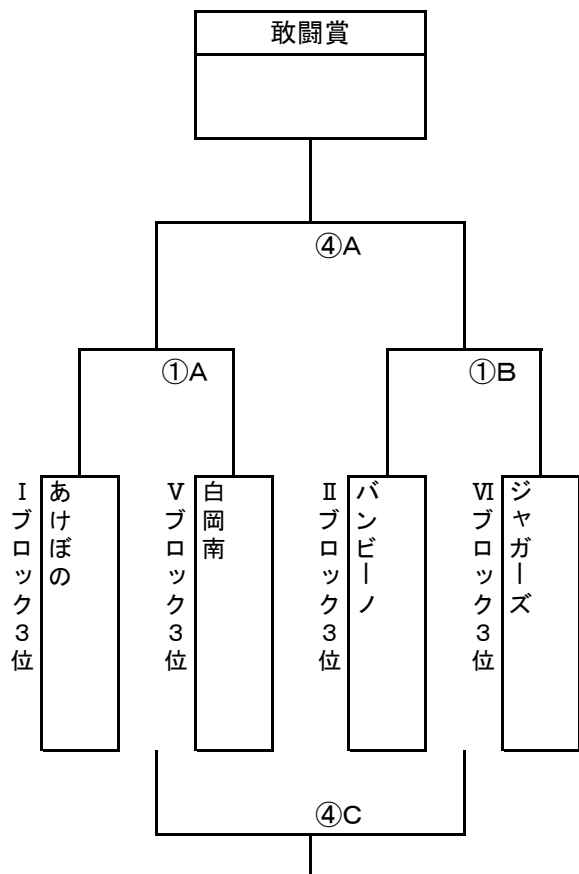 敢闘賞
④A
①A
①B
Ⅰブロック3位
あけぼの
Ⅴブロック3位
白岡南
Ⅱブロック3位
バンビーノ
Ⅵブロック3位
ジャガーズ
④C